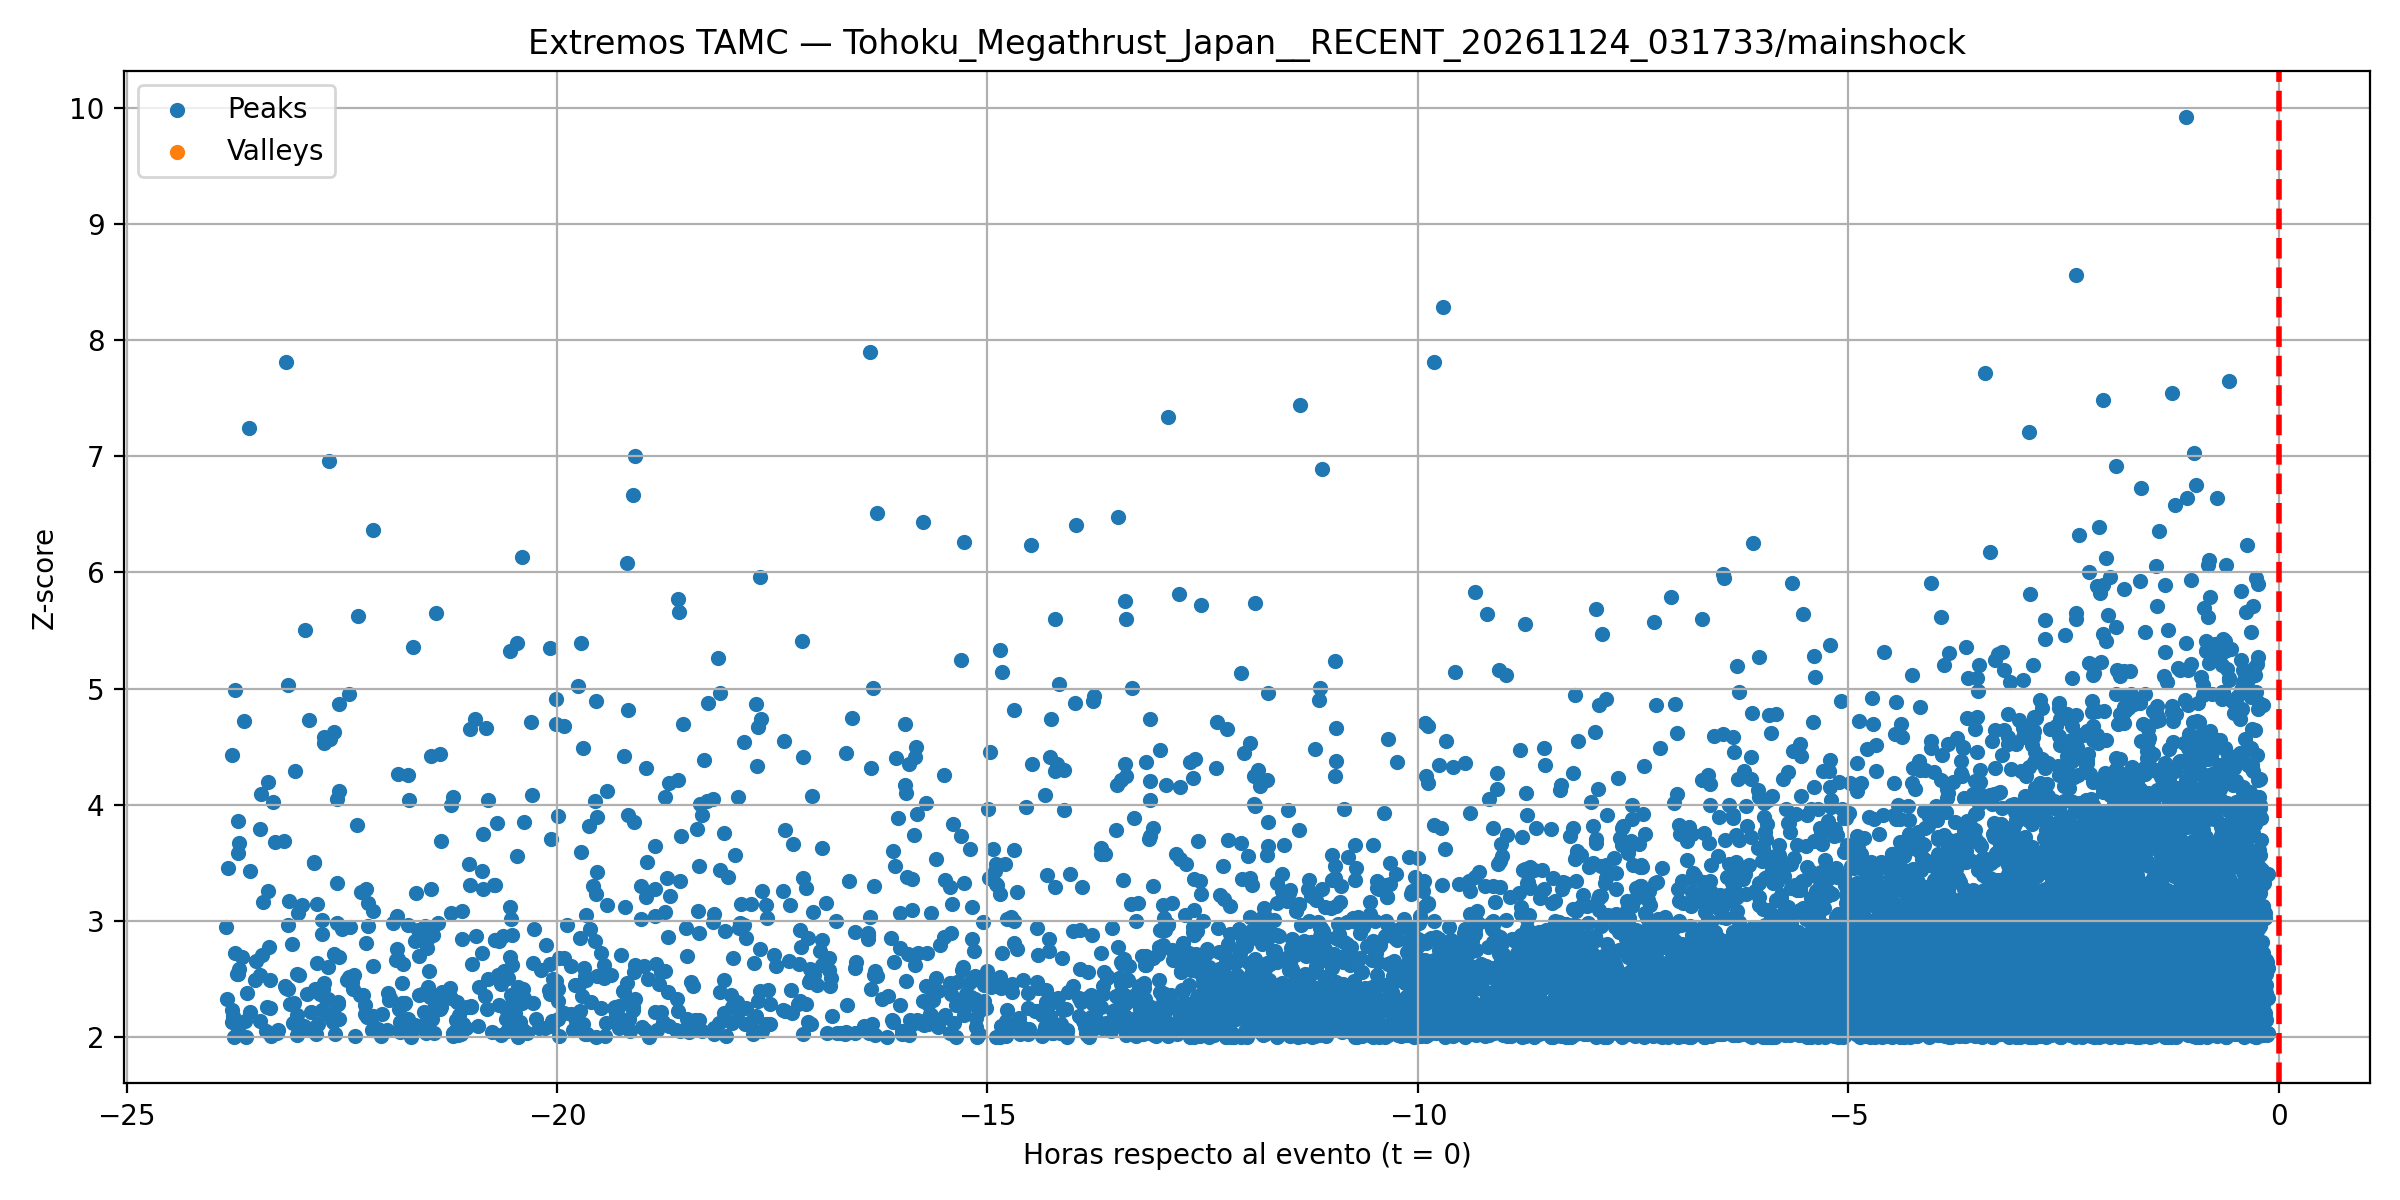 Extremos TAMC — Tohoku_Megathrust_Japan__RECENT_20261124_031733/mainshock
Peaks
Valleys
Z-score
10
9
8
7
6
5
4
3
2
−25 −20 −15 −10 −5 0
Horas respecto al evento (t = 0)